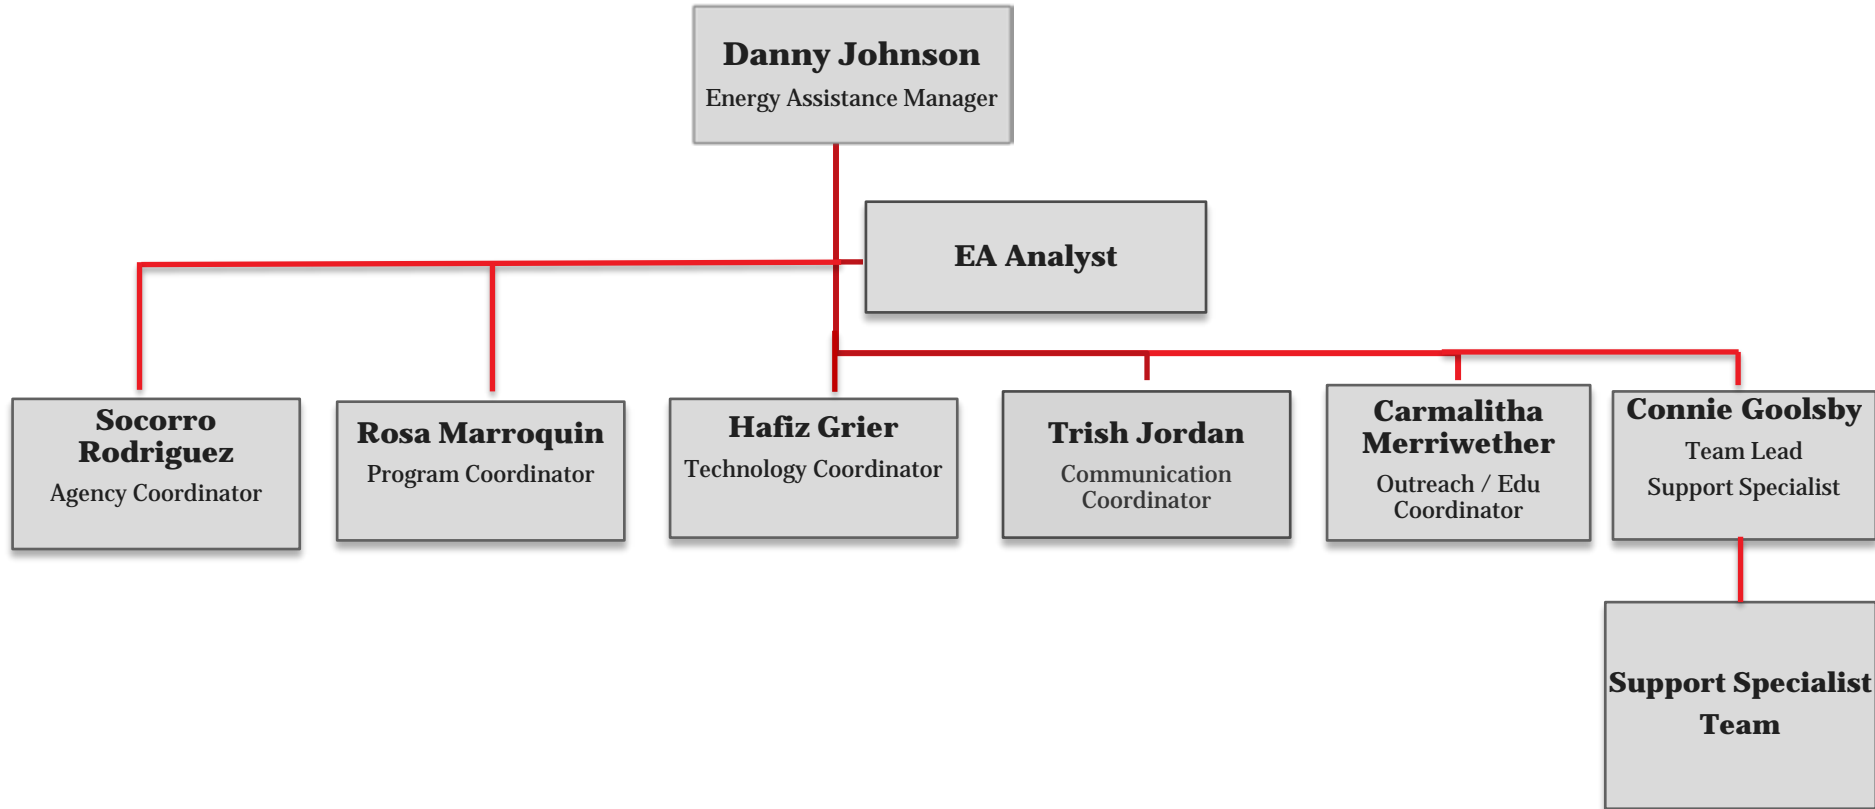 Danny Johnson
Energy Assistance Manager
EA Analyst
Socorro
Rodriguez
Agency Coordinator
Rosa Marroquin
Program Coordinator
Hafiz Grier
Technology Coordinator
Trish Jordan
Communication
Coordinator
Carmalitha
Merriwether
Outreach / Edu
Coordinator
Connie Goolsby
Team Lead
Support Specialist
Support Specialist
Team